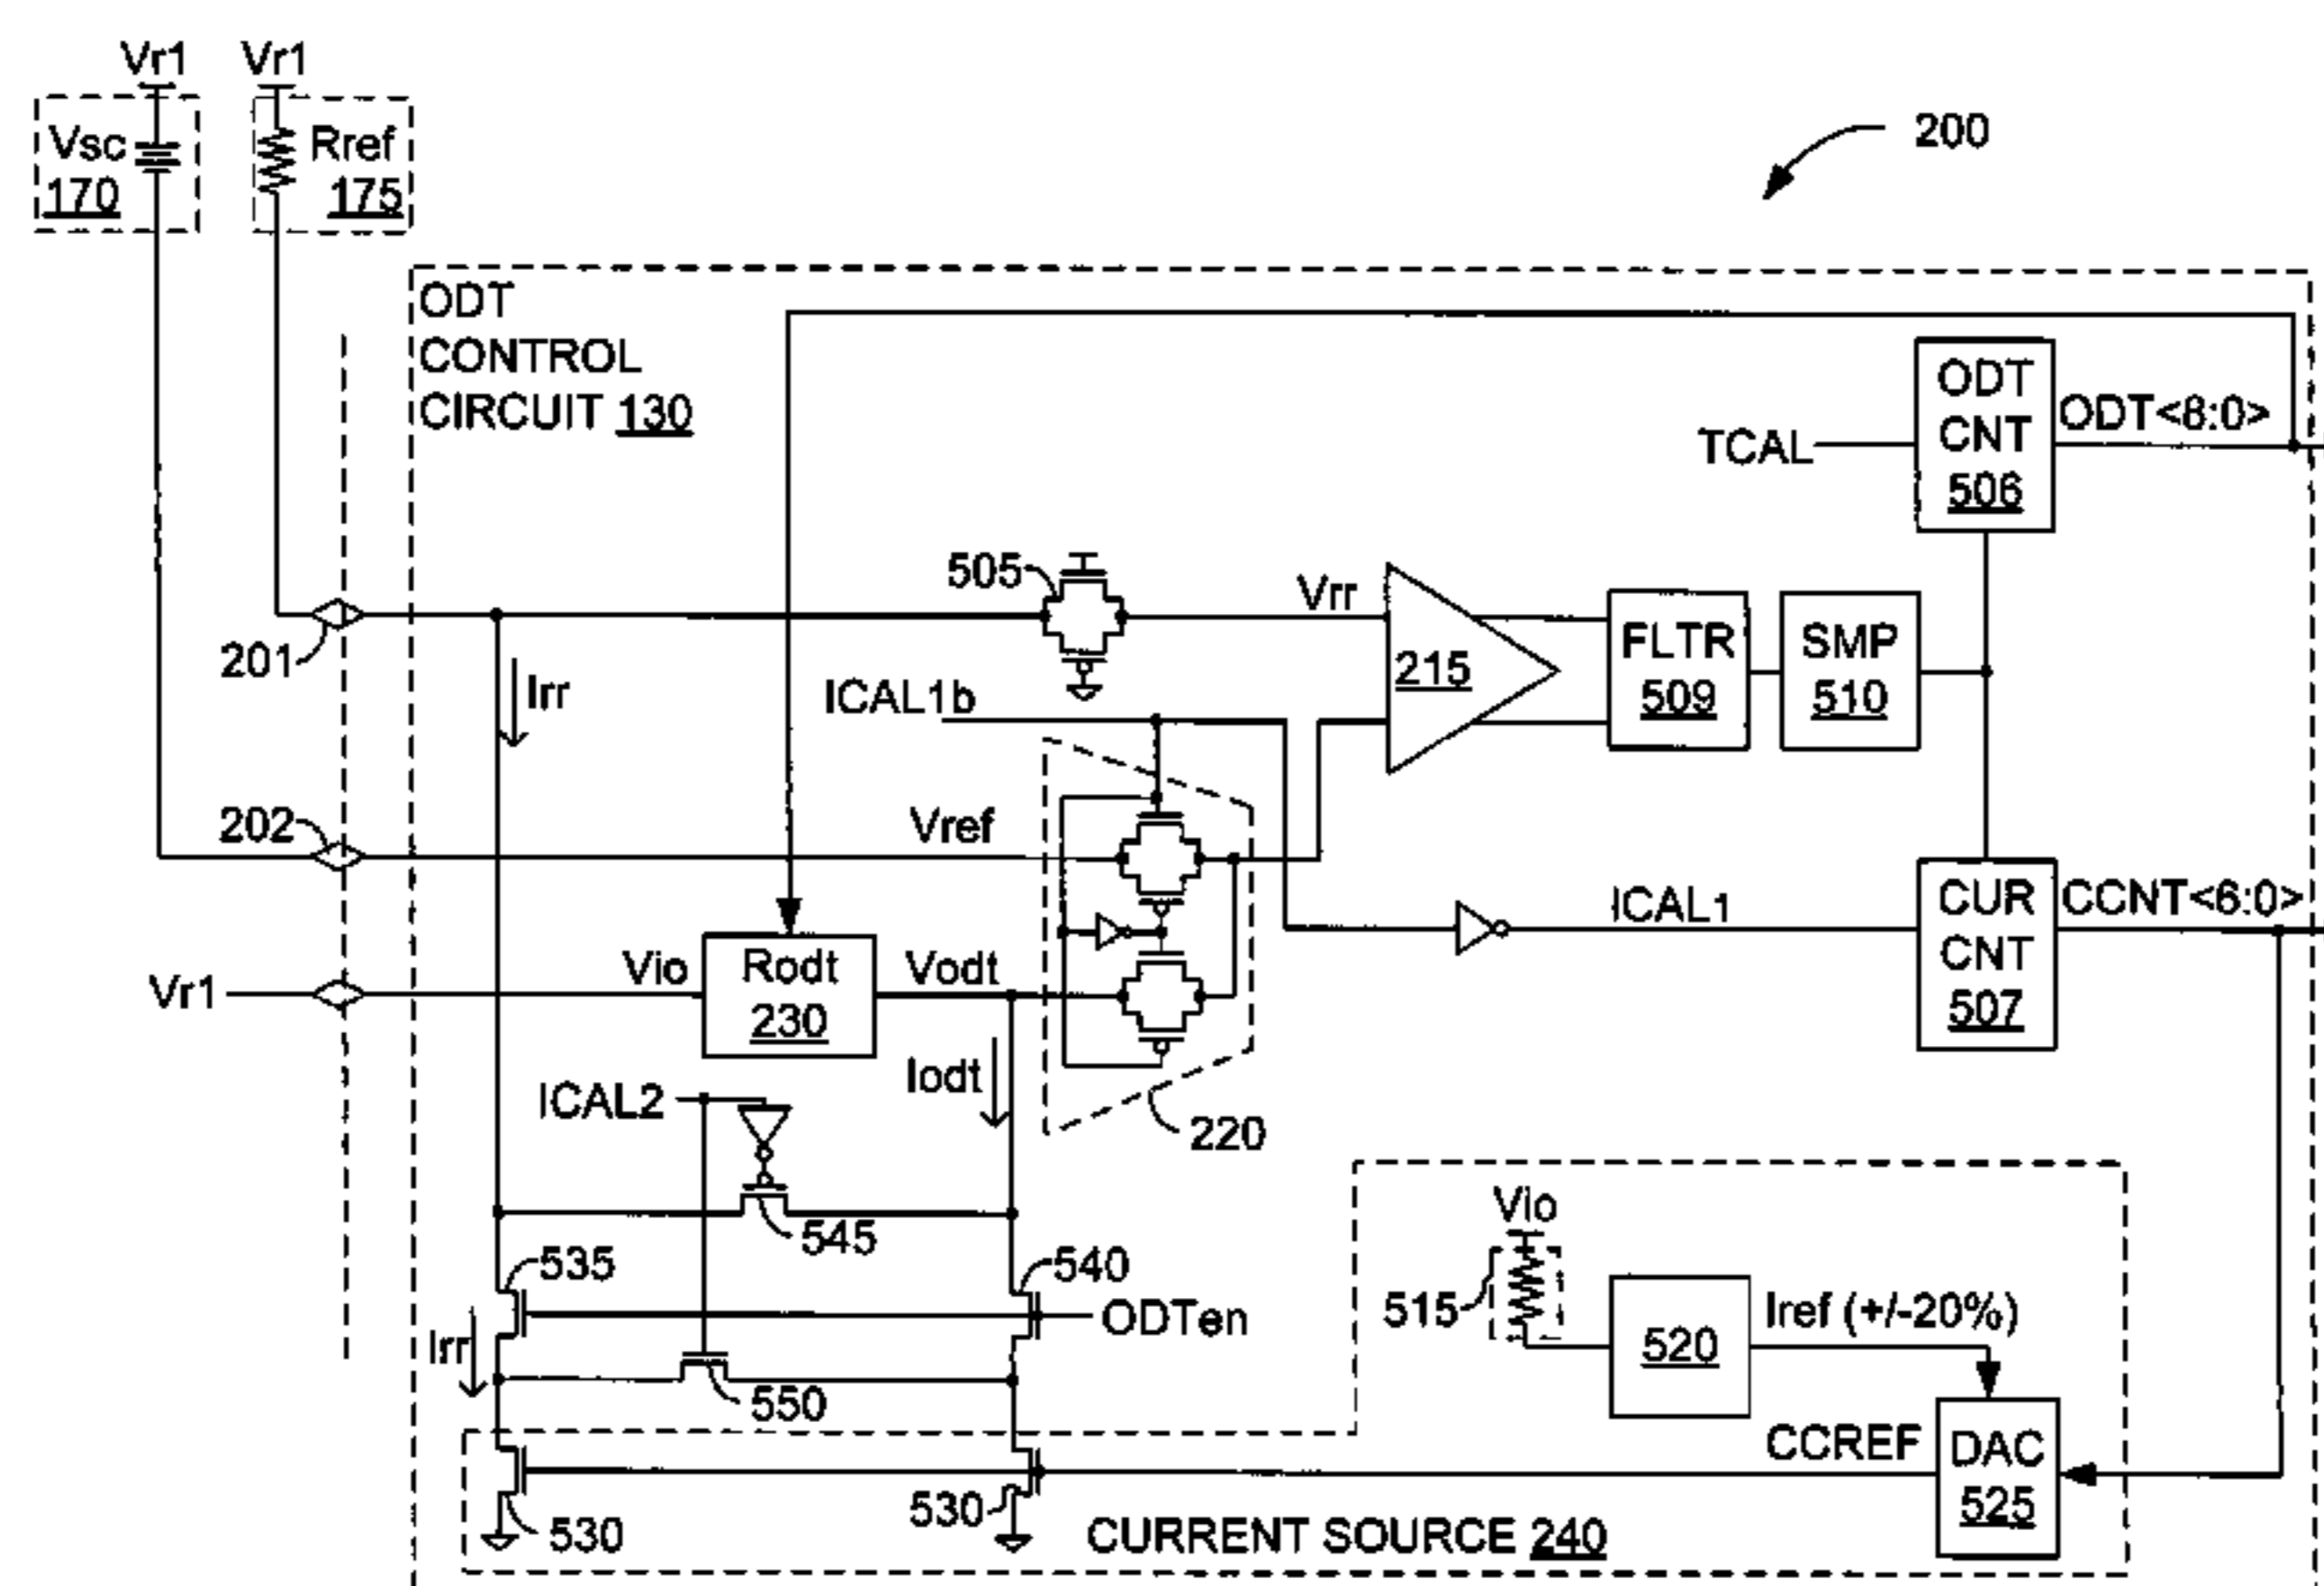 Vr1
Vr1
Vsc
170
Rref
175
200
ODT
CONTROL
CIRCUIT 130
ODT
CNT
506
ODT<8:0>
TCAL
505
Vrr
201
Irr
215
FLTR
509
SMP
510
ICAL1b
202
Vref
ICAL1
CUR
CNT
507
CCNT<6:0>
Vr1
Vio
Rodt
230
Vodt
Iodt
ICAL2
220
545
535
540
ODTen
Irr
550
Vio
515
520
Iref (+/-20%)
CCREF
DAC
525
530
530
CURRENT SOURCE 240